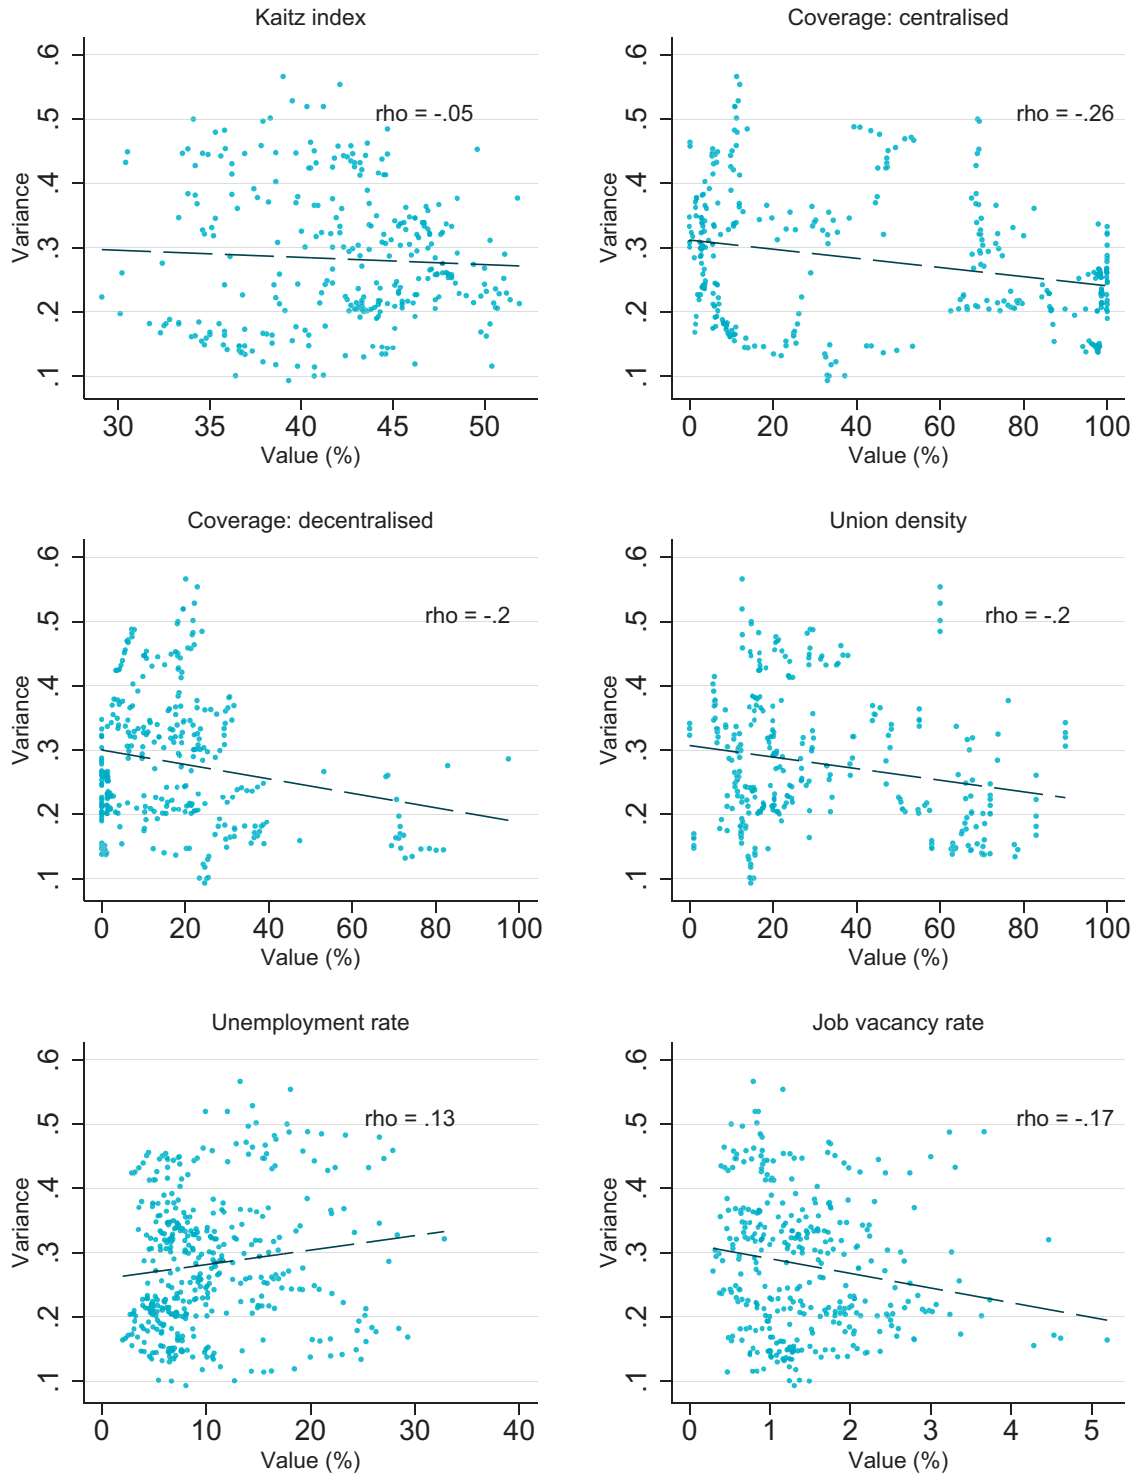 Kaitz index
Coverage: centralised
.6
.5
.4
.3
.2
.1
Variance
rho = -.05
30 35 40 45 50
Value (%)
.6
.5
.4
.3
.2
.1
Variance
rho = -.26
0 20 40 60 80 100
Value (%)
Coverage: decentralised
Union density
.6
.5
.4
.3
.2
.1
Variance
rho = -.2
0 20 40 60 80 100
Value (%)
.6
.5
.4
.3
.2
.1
Variance
rho = -.2
0 20 40 60 80 100
Value (%)
Unemployment rate
Job vacancy rate
.6
.5
.4
.3
.2
.1
Variance
rho = .13
0 10 20 30 40
Value (%)
.6
.5
.4
.3
.2
.1
Variance
rho = -.17
0 1 2 3 4 5
Value (%)